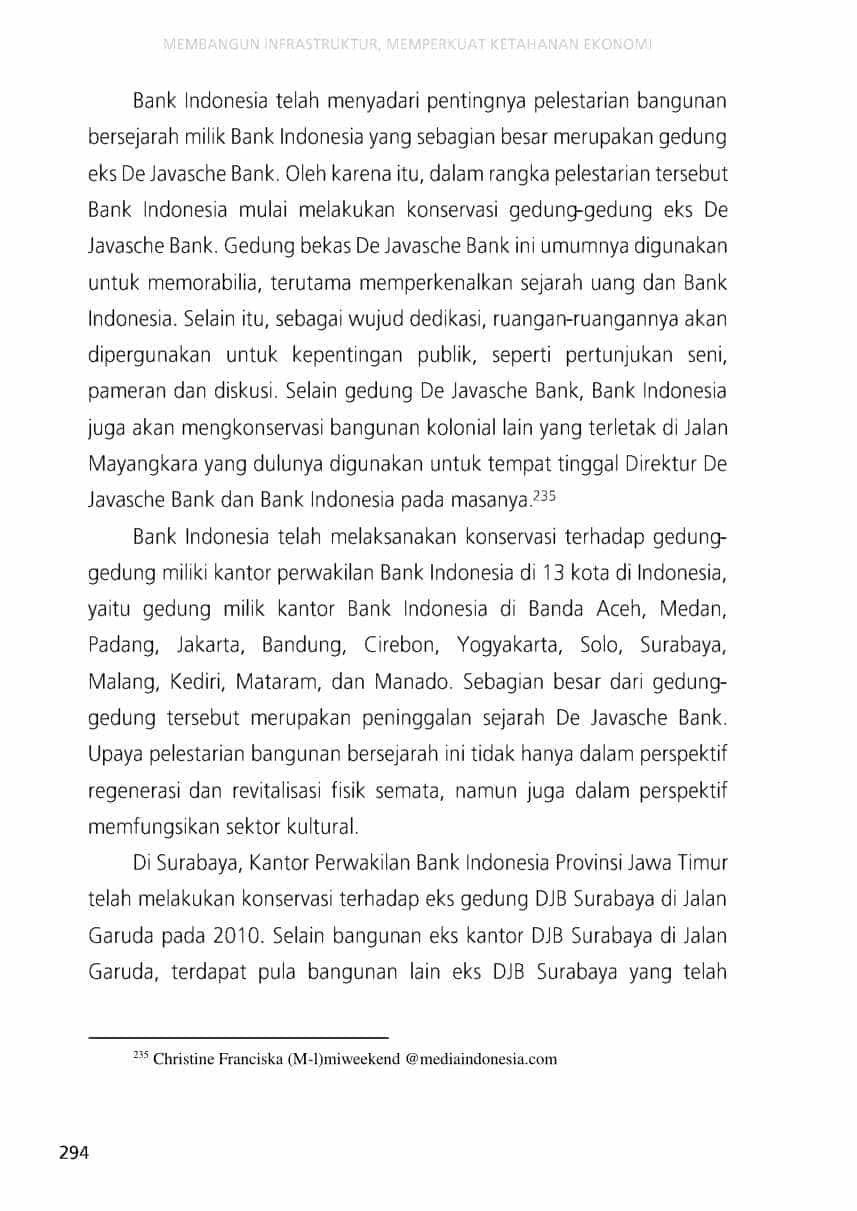 MEMBANGUN INFRASTRUKTUR, MEMPERKUAT KETAHANAN EKONOMI
Bank Indonesia telah menyadari pentingnya pelestarian bangunan
bersejarah milik Bank Indonesia yang sebagian besar merupakan gedung
eks De Javasche Bank. Oleh karena itu, dalam rangka pelestarian tersebut
Bank Indonesia mulai melakukan konservasi gedung-gedung eks De
Javasche Bank. Gedung bekas De Javasche Bank ini umumnya digunakan
untuk memorabilia, terutama memperkenalkan sejarah uang dan Bank
Indonesia. Selain itu, sebagai wujud dedikasi, ruangan-ruangannya akan
dipergunakan untuk kepentingan publik, seperti pertunjukan seni,
pameran dan diskusi. Selain gedung De Javasche Bank, Bank Indonesia
juga akan mengkonservasi bangunan kolonial lain yang terletak di Jalan
Mayangkara yang dulunya digunakan untuk tempat tinggal Direktur De
Javasche Bank dan Bank Indonesia pada masanya.235
Bank Indonesia telah melaksanakan konservasi terhadap gedung-
gedung miliki kantor perwakilan Bank Indonesia di 13 kota di Indonesia,
yaitu gedung milik kantor Bank Indonesia di Banda Aceh, Medan,
Padang, Jakarta, Bandung, Cirebon, Yogyakarta, Solo, Surabaya,
Malang, Kediri, Mataram, dan Manado. Sebagian besar dari gedung-
gedung tersebut merupakan peninggalan sejarah De Javasche Bank.
Upaya pelestarian bangunan bersejarah ini tidak hanya dalam perspektif
regenerasi dan revitalisasi fisik semata, namun juga dalam perspektif
memfungsikan sektor kultural.
Di Surabaya, Kantor Perwakilan Bank Indonesia Provinsi Jawa Timur
telah melakukan konservasi terhadap eks gedung DJB Surabaya di Jalan
Garuda pada 2010. Selain bangunan eks kantor DJB Surabaya di Jalan
Garuda, terdapat pula bangunan lain eks DJB Surabaya yang telah
235 Christine Franciska (M-l)miweekend @mediaindonesia.com
294